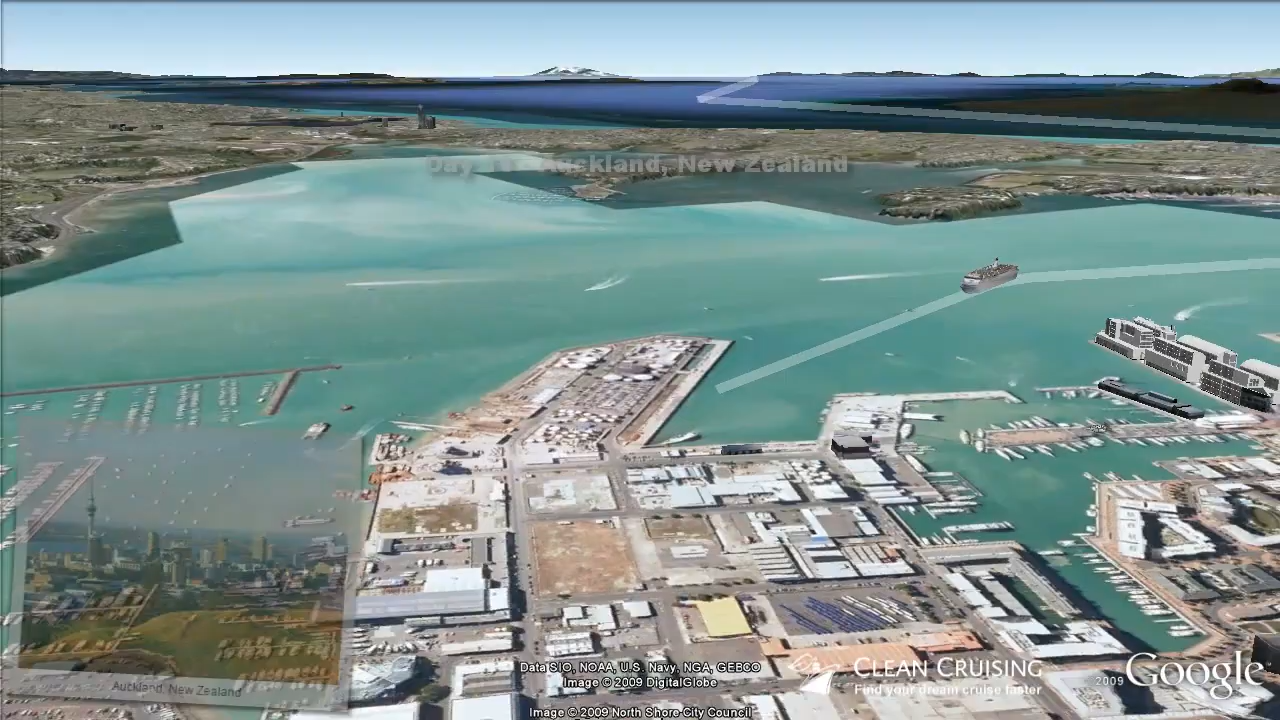 Auckland, New Zealand
Auckland, New Zealand
Data SIO, NOAA, U.S. Navy, NGA, GEBCO
Image © 2009 DigitalGlobe
Image © 2009 North Shore City Council
CLEAN CRUISING
Find your dream cruise faster
2009 Google